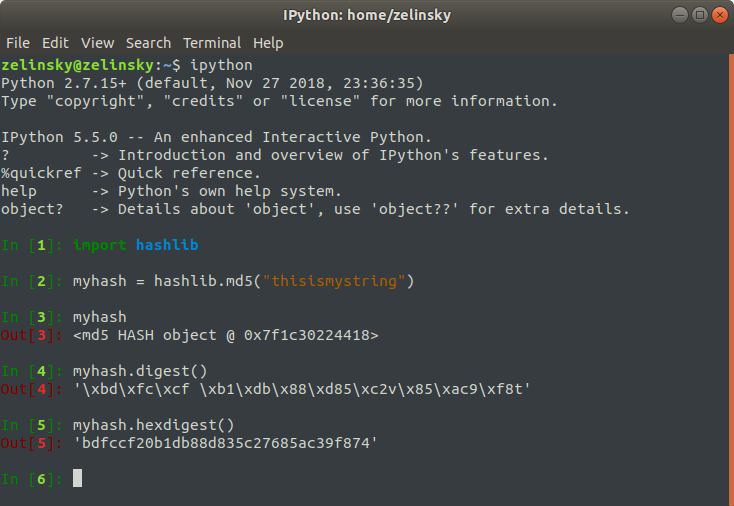 IPython: home/zelinsky
File Edit View Search Terminal Help
zelinsky@zelinsky:~$ ipython
Python 2.7.15+ (default, Nov 27 2018, 23:36:35)
Type "copyright", "credits" or "license" for more information.
IPython 5.5.0 -- An enhanced Interactive Python.
?         -> Introduction and overview of IPython's features.
%quickref -> Quick reference.
help      -> Python's own help system.
object?   -> Details about 'object', use 'object??' for extra details.
In [1]: import hashlib
In [2]: myhash = hashlib.md5("thisismystring")
In [3]: myhash
Out[3]: <md5 HASH object @ 0x7f1c30224418>
In [4]: myhash.digest()
Out[4]: '\xbd\xfc\xcf \xb1\xdb\x88\xd85\xc2v\x85\xac9\xf8t'
In [5]: myhash.hexdigest()
Out[5]: 'bdfccf20b1db88d835c27685ac39f874'
In [6]: